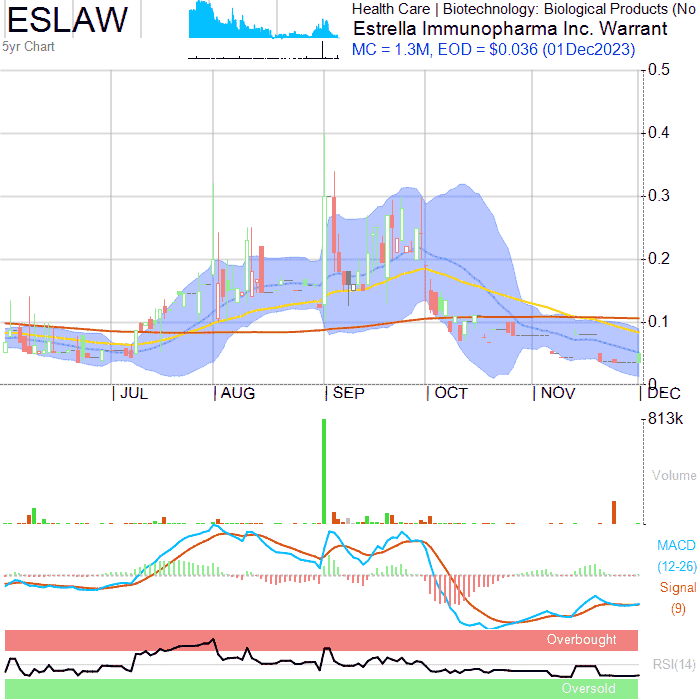 ESLAW
5yr Chart
Health Care | Biotechnology: Biological Products (No
Estrella Immunopharma Inc. Warrant
MC = 1.3M, EOD = $0.036 (01Dec2023)
0.5
0.4
0.3
0.2
0.1
0
JUL AUG SEP OCT NOV DEC
813k
Volume
MACD
(12-26)
Signal
(9)
Overbought
RSI(14)
Oversold